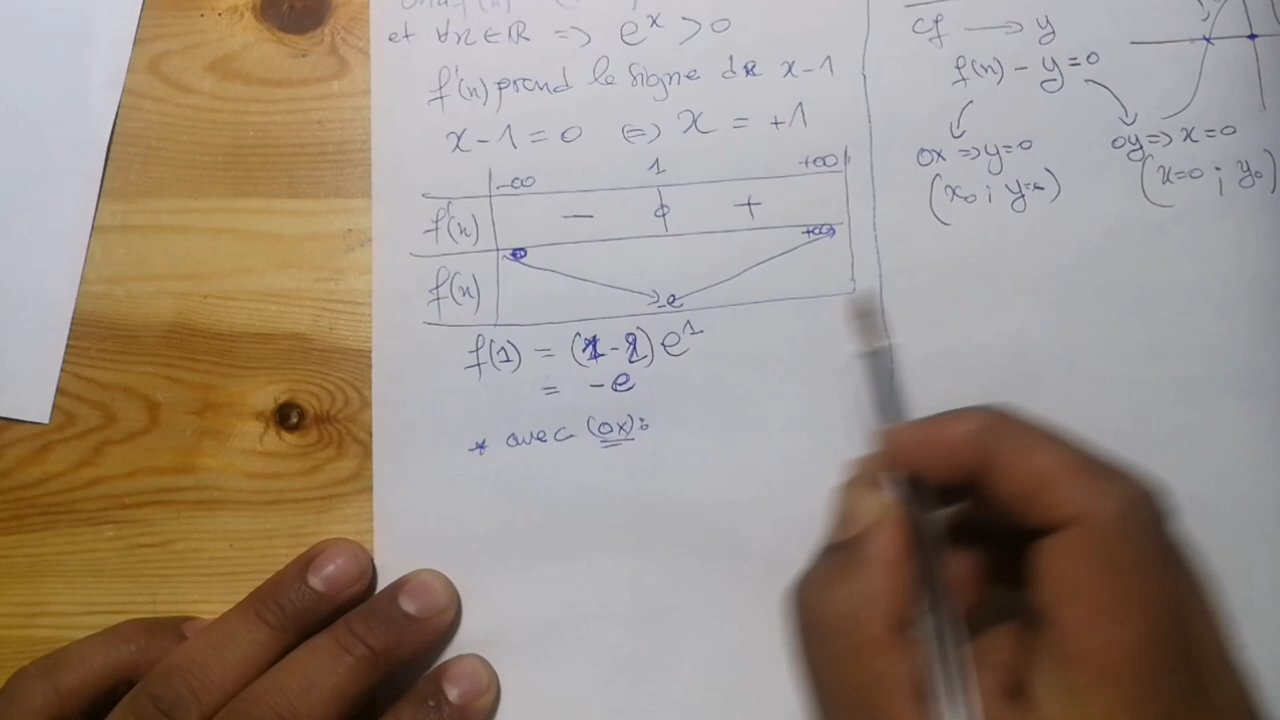 et ∀x∈ℝ => e^x > 0
f'(x) prend le signe de x-1
x-1=0 <=> x = +1
-∞ 1 +∞
f'(x) - 0 +
f(x) +∞
-e
f(1) = (1-2) e^1
= -e
* avec (ox):
Cf → y
f(x) - y = 0
ox => y=0
(x₀ ;
oy => x=0
(x=0 ; y₀)